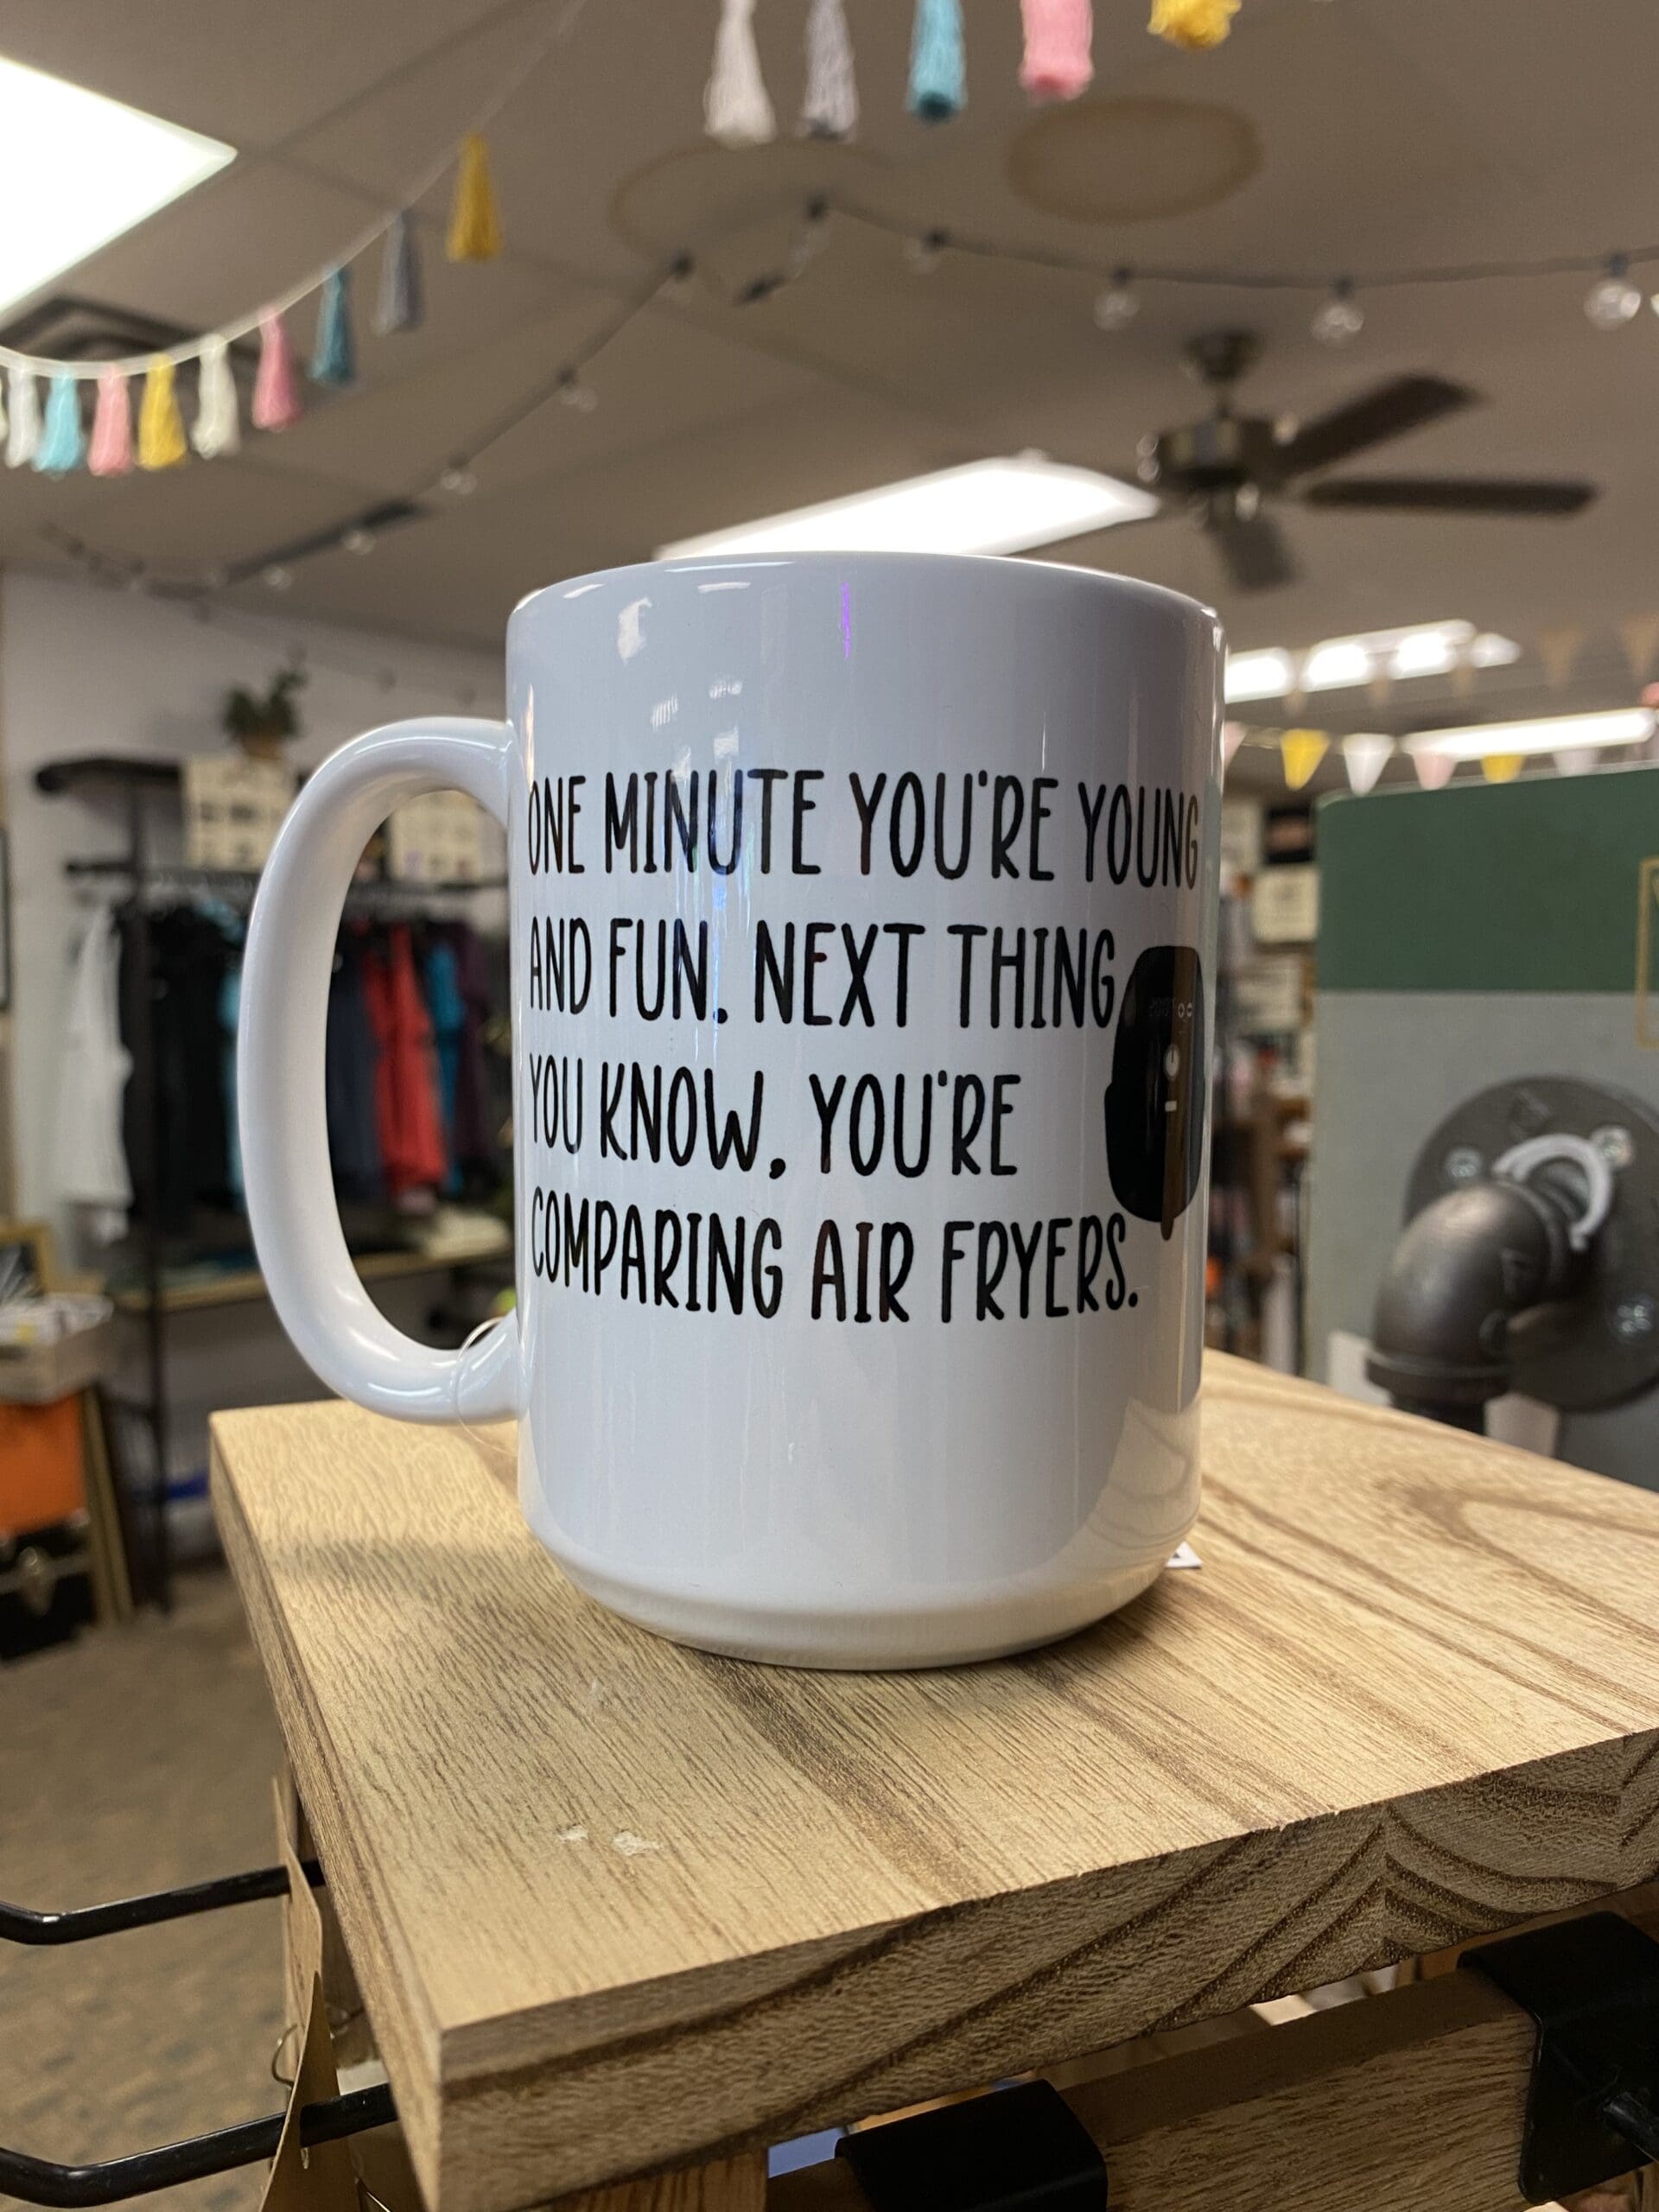 ONE MINUTE YOU'RE YOUNG
AND FUN. NEXT THING
YOU KNOW, YOU'RE
COMPARING AIR FRYERS.